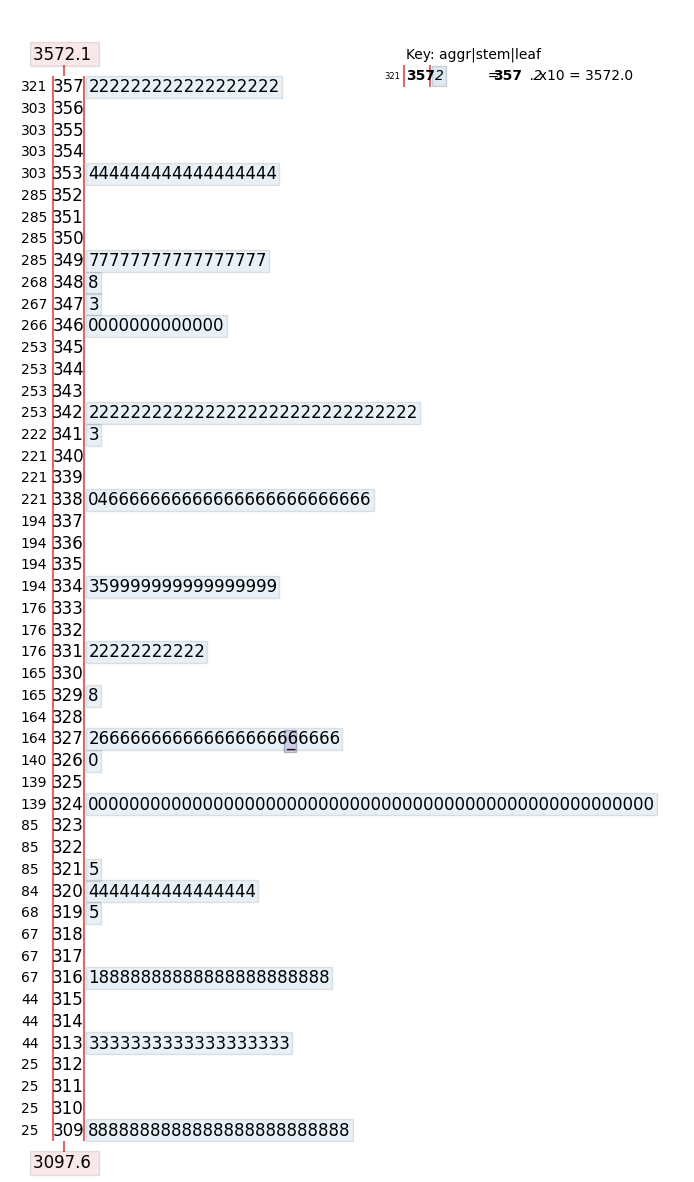 3572.1
Key: aggr|stem|leaf
321 357 2 =357 .2x10 = 3572.0
321 357 222222222222222222
303 356
303 355
303 354
303 353 444444444444444444
285 352
285 351
285 350
285 349 77777777777777777
268 348 8
267 347 3
266 346 0000000000000
253 345
253 344
253 343
253 342 2222222222222222222222222222222
222 341 3
221 340
221 339
221 338 046666666666666666666666666
194 337
194 336
194 335
194 334 359999999999999999
176 333
176 332
176 331 22222222222
165 330
165 329 8
164 328
164 327 266666666666666666666666
140 326 0
139 325
139 324 000000000000000000000000000000000000000000000000000000
85 323
85 322
85 321 5
84 320 4444444444444444
68 319 5
67 318
67 317
67 316 18888888888888888888888
44 315
44 314
44 313 3333333333333333333
25 312
25 311
25 310
25 309 8888888888888888888888888
3097.6